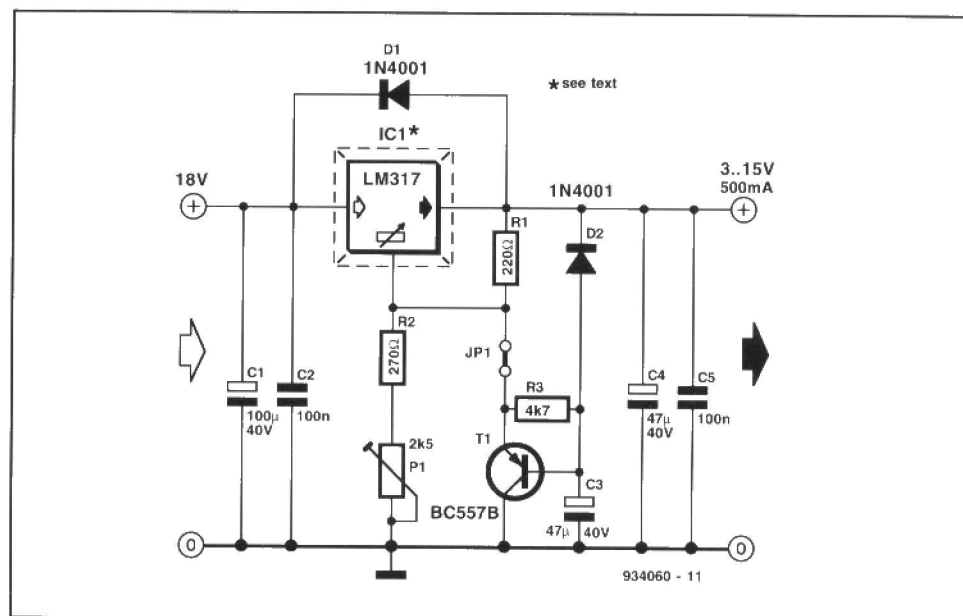 D1
1N4001
* see text
IC1*
LM317
18V
+
1N4001
3..15V
500mA
+
R1
220Ω
D2
R2
270Ω
JP1
R3
4k7
C1
100µ
40V
C2
100n
C4
47µ
40V
C5
100n
2k5
P1
T1
BC557B
C3
47µ
40V
0
0
934060 - 11